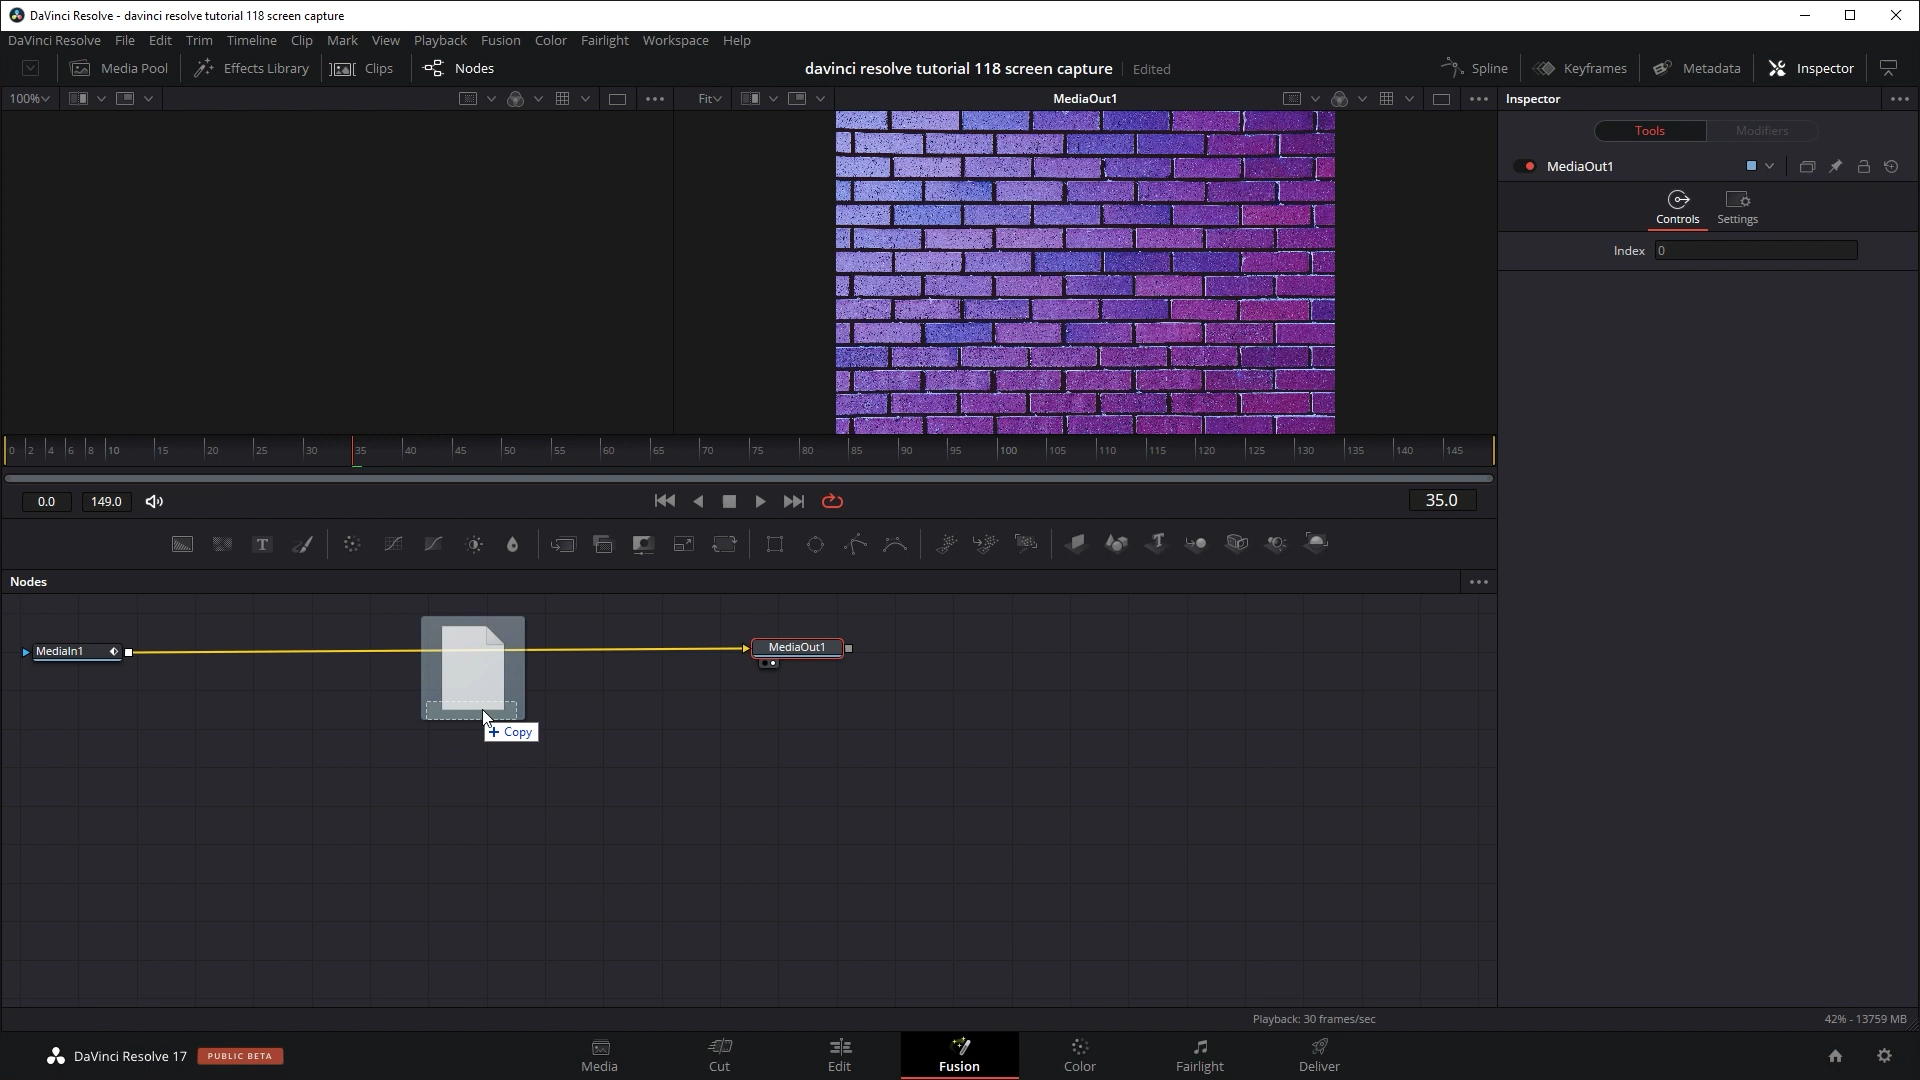 DaVinci Resolve - davinci resolve tutorial 118 screen capture
DaVinci Resolve File Edit Trim Timeline Clip Mark View Playback Fusion Color Fairlight Workspace Help
Media Pool Effects Library Clips Nodes davinci resolve tutorial 118 screen capture Edited Spline Keyframes Metadata Inspector
100% Fit MediaOut1 Inspector
Tools Modifiers
MediaOut1
Controls Settings
Index 0
0 2 4 6 8 10 15 20 25 30 35 40 45 50 55 60 65 70 75 80 85 90 95 100 105 110 115 120 125 130 135 140 145
0.0 149.0 35.0
T
Nodes
MediaIn1 MediaOut1
+ Copy
Playback: 30 frames/sec 42% - 13759 MB
DaVinci Resolve 17 PUBLIC BETA Media Cut Edit Fusion Color Fairlight Deliver